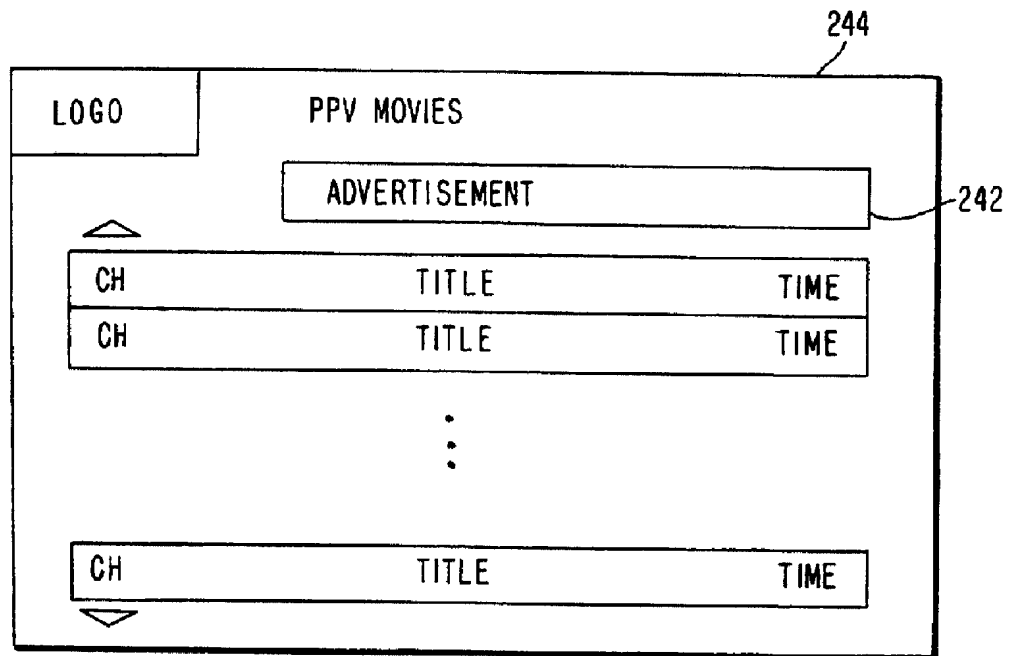 244
LOGO
PPV MOVIES
ADVERTISEMENT
242
CH TITLE TIME
CH TITLE TIME
CH TITLE TIME